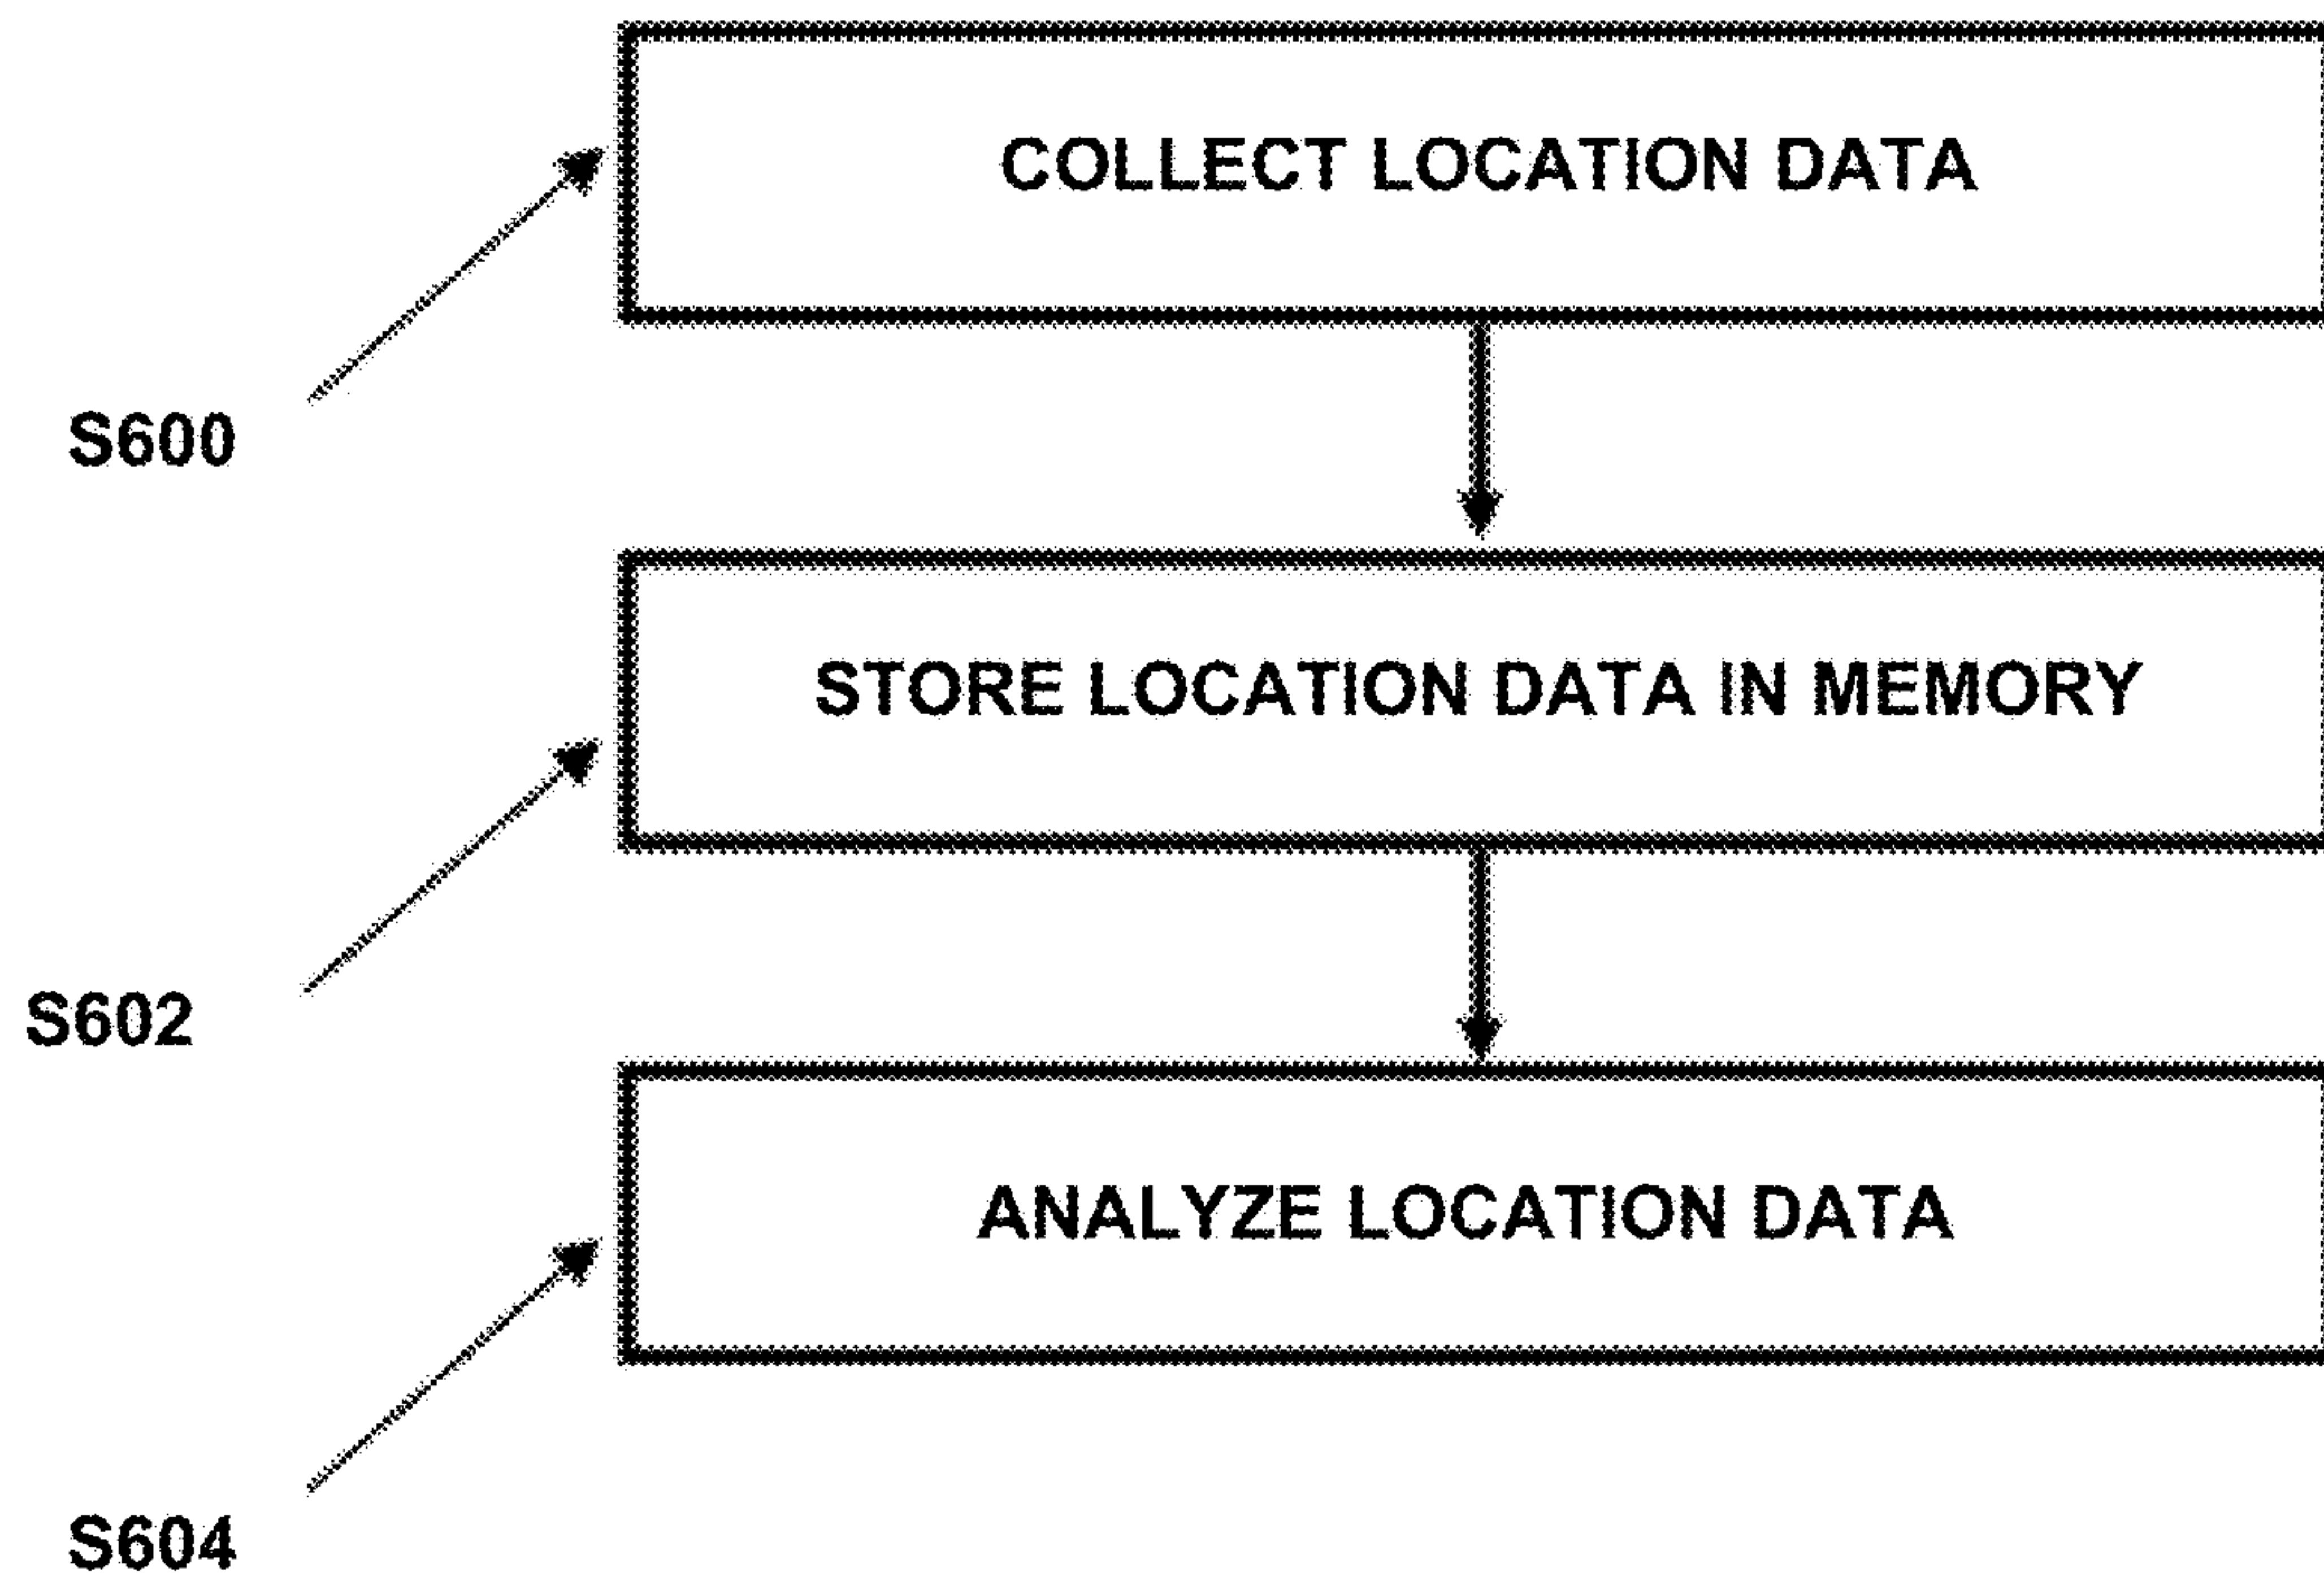 COLLECT LOCATION DATA
S600
STORE LOCATION DATA IN MEMORY
S602
ANALYZE LOCATION DATA
S604